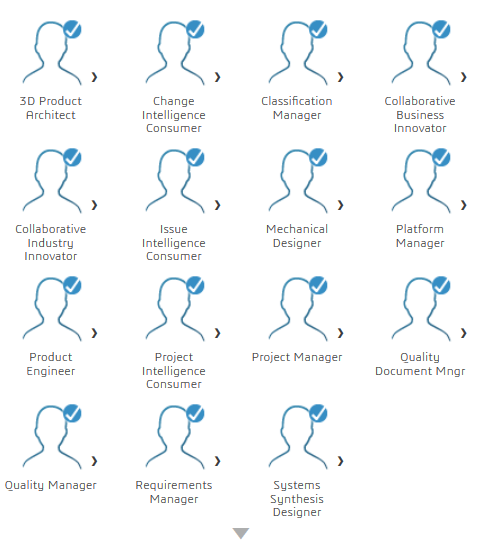 3D Product
Architect
Change
Intelligence
Consumer
Classification
Manager
Collaborative
Business
Innovator
Collaborative
Industry
Innovator
Issue
Intelligence
Consumer
Mechanical
Designer
Platform
Manager
Product
Engineer
Project
Intelligence
Consumer
Project Manager
Quality
Document Mngr
Quality Manager
Requirements
Manager
Systems
Synthesis
Designer